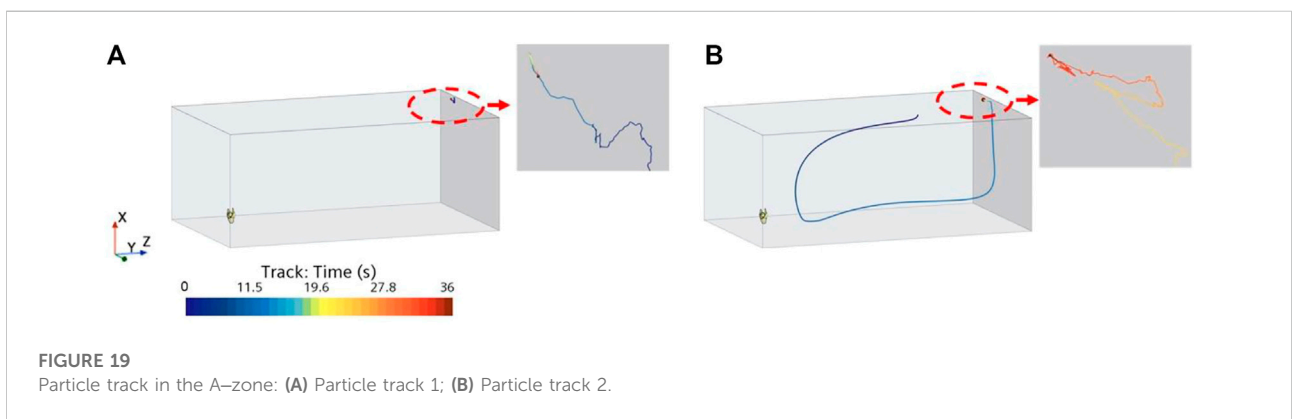 A
B
X
Y Z
Track: Time (s)
0 11.5 19.6 27.8 36
FIGURE 19
Particle track in the A–zone: (A) Particle track 1; (B) Particle track 2.